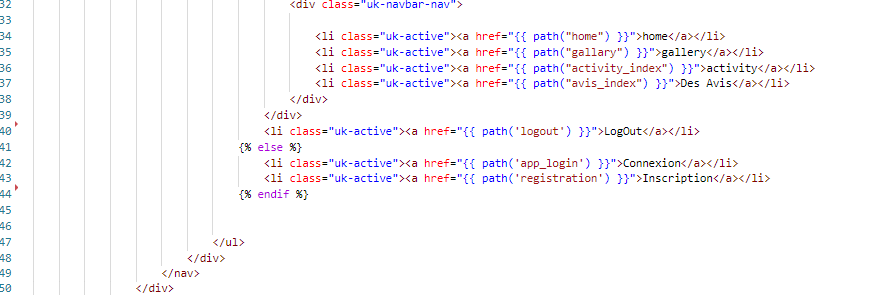 32 <div class="uk-navbar-nav">
33
34 <li class="uk-active"><a href="{{ path("home") }}">home</a></li>
35 <li class="uk-active"><a href="{{ path("gallary") }}">gallery</a></li>
36 <li class="uk-active"><a href="{{ path("activity_index") }}">activity</a></li>
37 <li class="uk-active"><a href="{{ path("avis_index") }}">Des Avis</a></li>
38 </div>
39 </div>
40 <li class="uk-active"><a href="{{ path('logout') }}">LogOut</a></li>
41 {% else %}
42 <li class="uk-active"><a href="{{ path('app_login') }}">Connexion</a></li>
43 <li class="uk-active"><a href="{{ path('registration') }}">Inscription</a></li>
44 {% endif %}
45
46
47 </ul>
48 </div>
49 </nav>
50 </div>